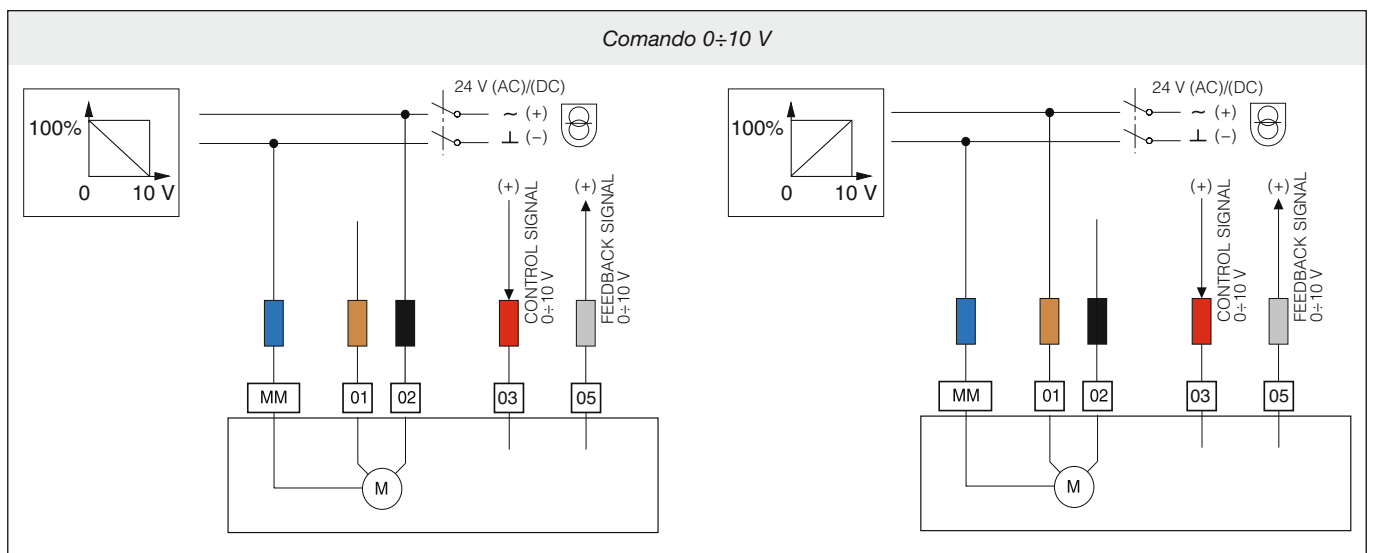 Comando 0÷10 V
24 V (AC)/(DC)
100%
~ (+)
⊥ (−)
0 10 V
(+) (+)
CONTROL SIGNAL
0÷10 V
FEEDBACK SIGNAL
0÷10 V
MM 01 02 03 05
M
24 V (AC)/(DC)
100%
~ (+)
⊥ (−)
0 10 V
(+) (+)
CONTROL SIGNAL
0÷10 V
FEEDBACK SIGNAL
0÷10 V
MM 01 02 03 05
M